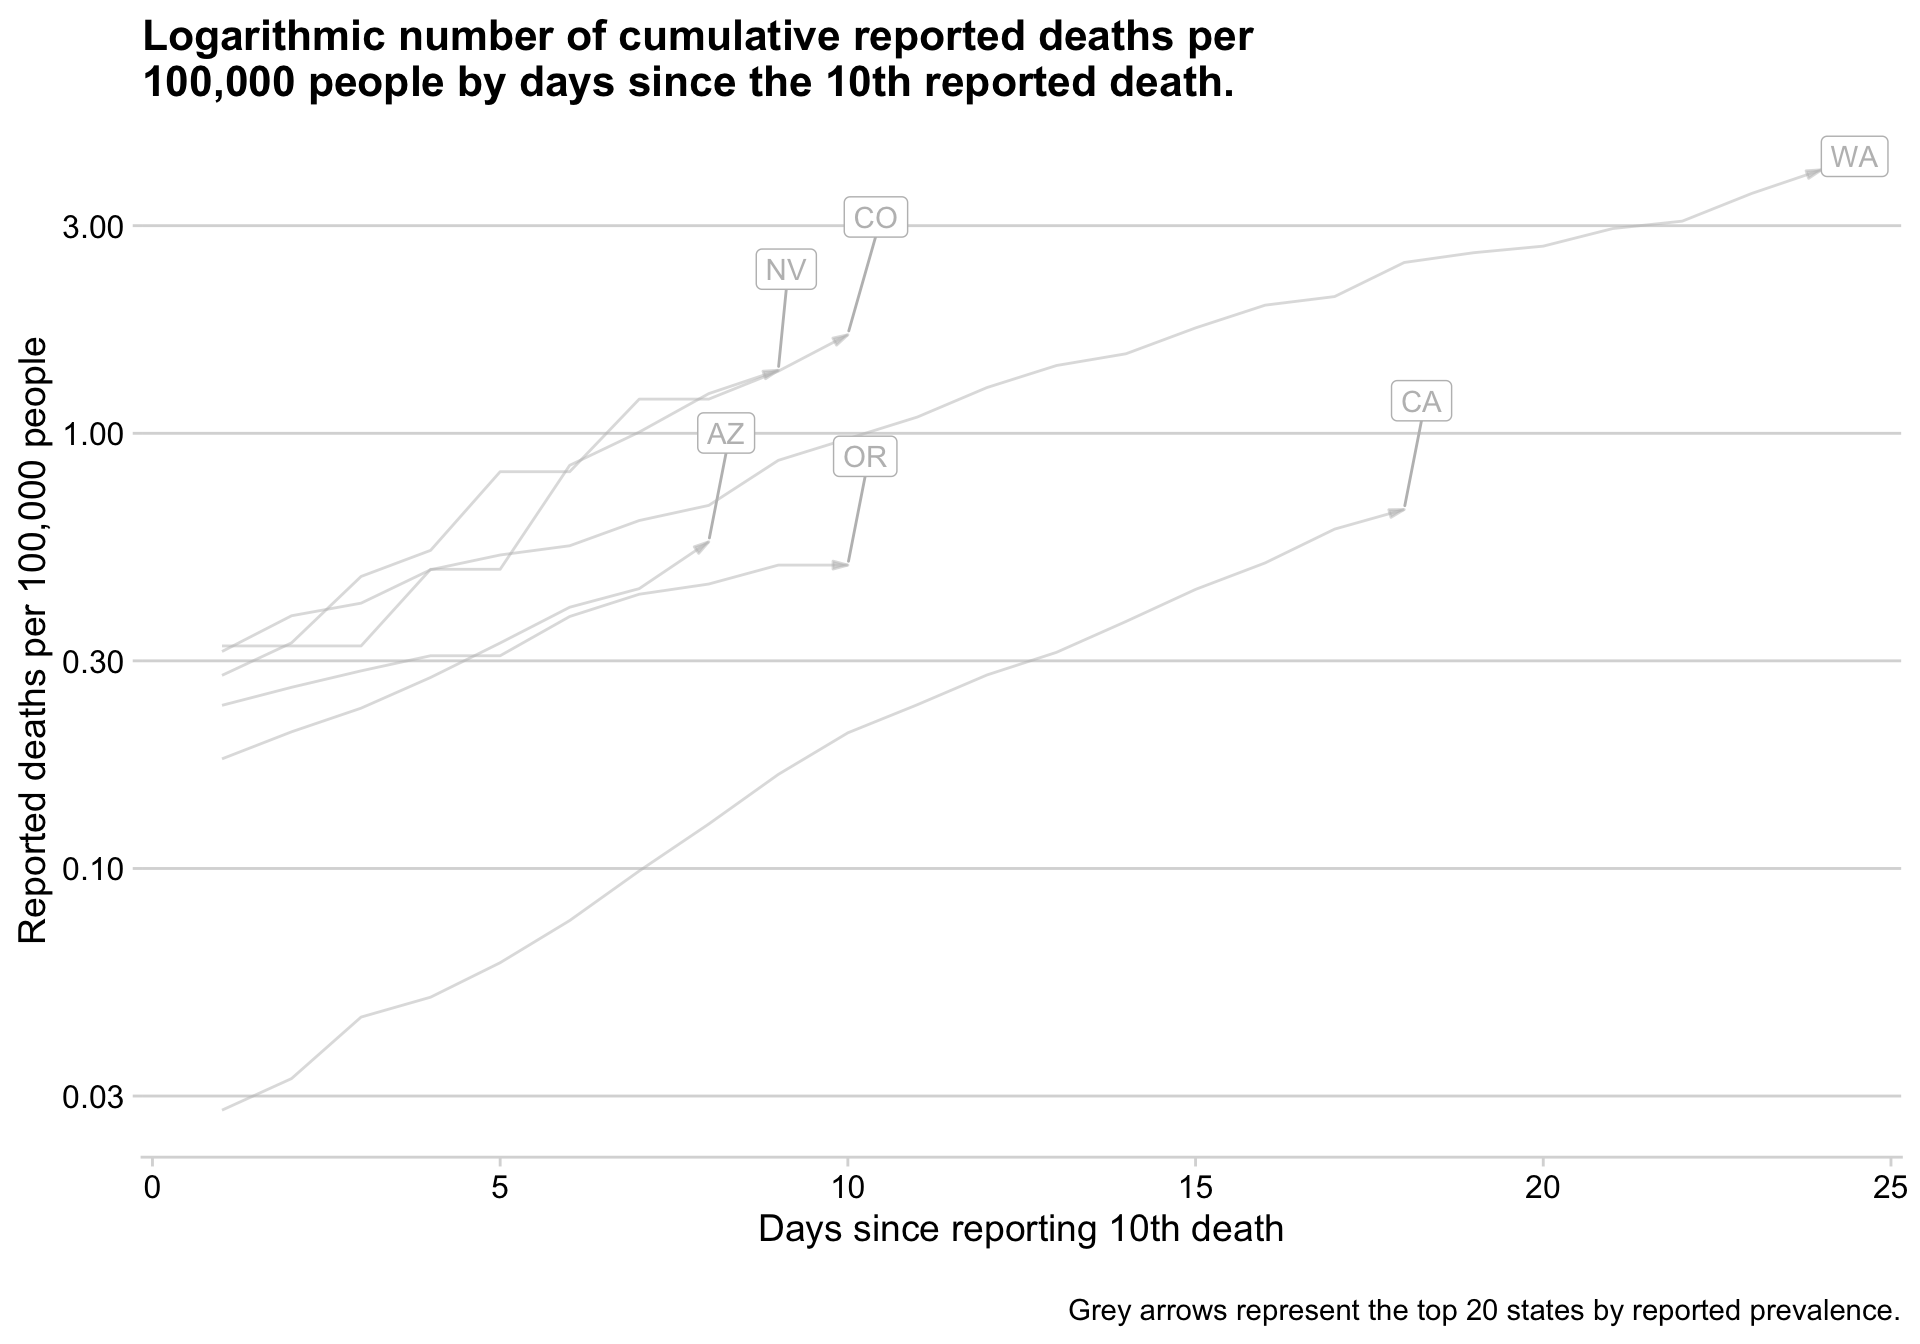 Logarithmic number of cumulative reported deaths per
100,000 people by days since the 10th reported death.
WA
CO
3.00
NV
CA
1.00
AZ
OR
Reported deaths per 100,000 people
0.30
0.10
0.03
0 5 10 15 20 25
Days since reporting 10th death
Grey arrows represent the top 20 states by reported prevalence.